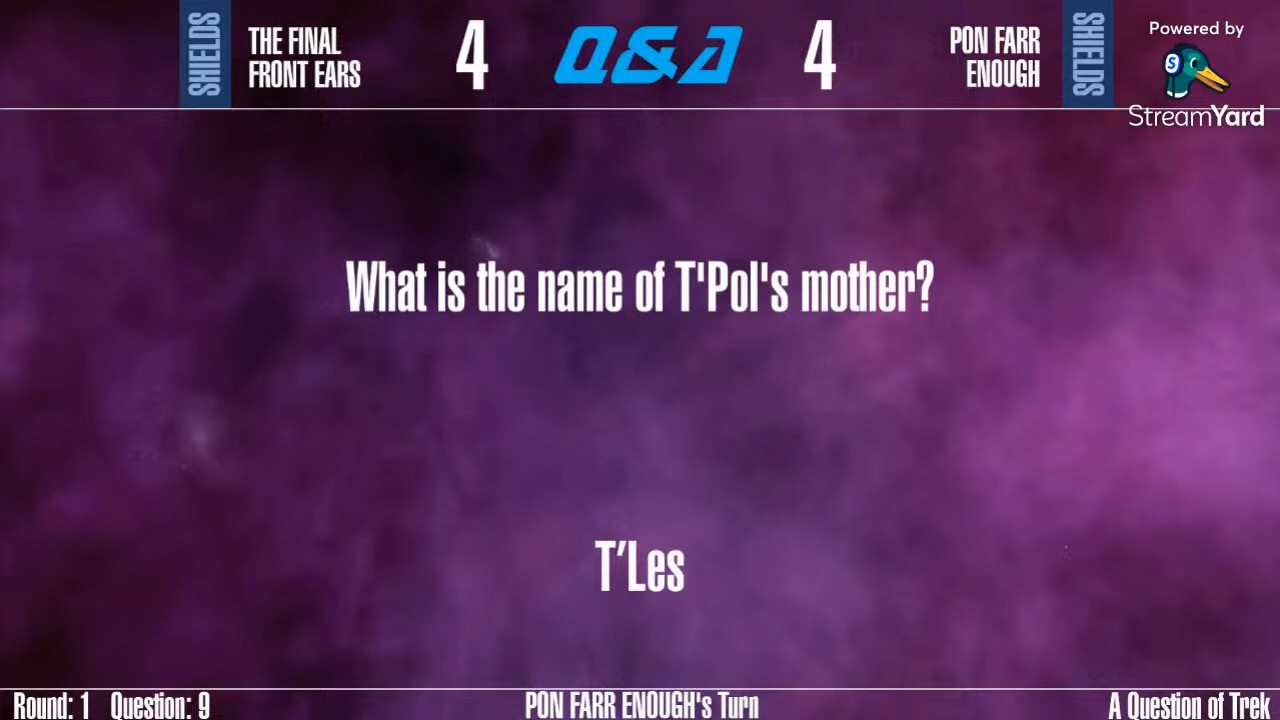 SHIELDS
THE FINAL
FRONT EARS
4
Q&A
4
PON FARR
ENOUGH
SHIELDS
Powered by
S
StreamYard
What is the name of T'Pol's mother?
T’Les
Round: 1 Question: 9
PON FARR ENOUGH's Turn
A Question of Trek